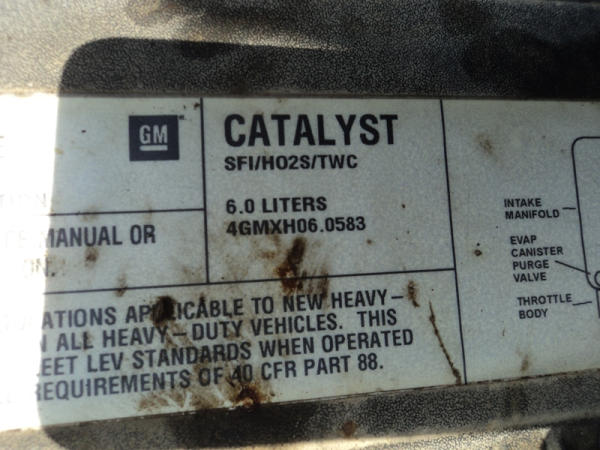 GM
CATALYST
SFI/HO2S/TWC
6.0 LITERS
4GMXH06.0583
MANUAL OR
ON.
APPLICABLE TO NEW HEAVY–
ALL HEAVY–DUTY VEHICLES. THIS
LEET LEV STANDARDS WHEN OPERATED
REQUIREMENTS OF 40 CFR PART 88.
INTAKE
MANIFOLD
EVAP
CANISTER
PURGE
VALVE
THROTTLE
BODY